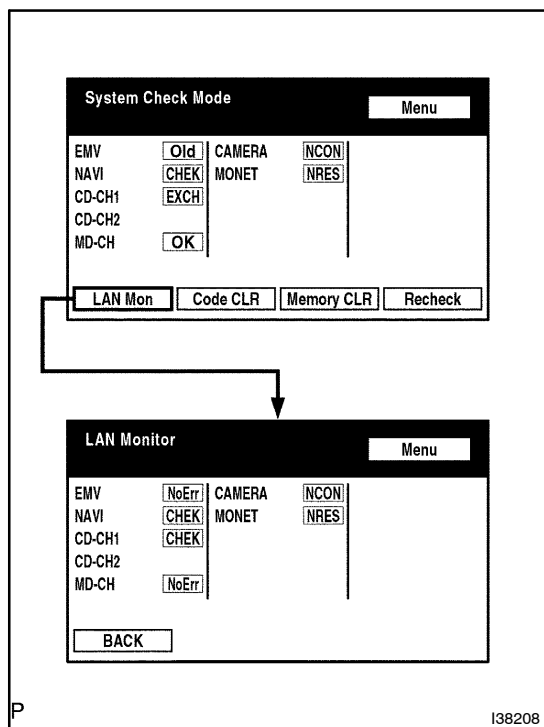 System Check Mode
Menu
EMV Old CAMERA NCON
NAVI CHEK MONET NRES
CD-CH1 EXCH
CD-CH2
MD-CH OK
LAN Mon Code CLR Memory CLR Recheck
LAN Monitor
Menu
EMV NoErr CAMERA NCON
NAVI CHEK MONET NRES
CD-CH1 CHEK
CD-CH2
MD-CH NoErr
BACK
P
I38208